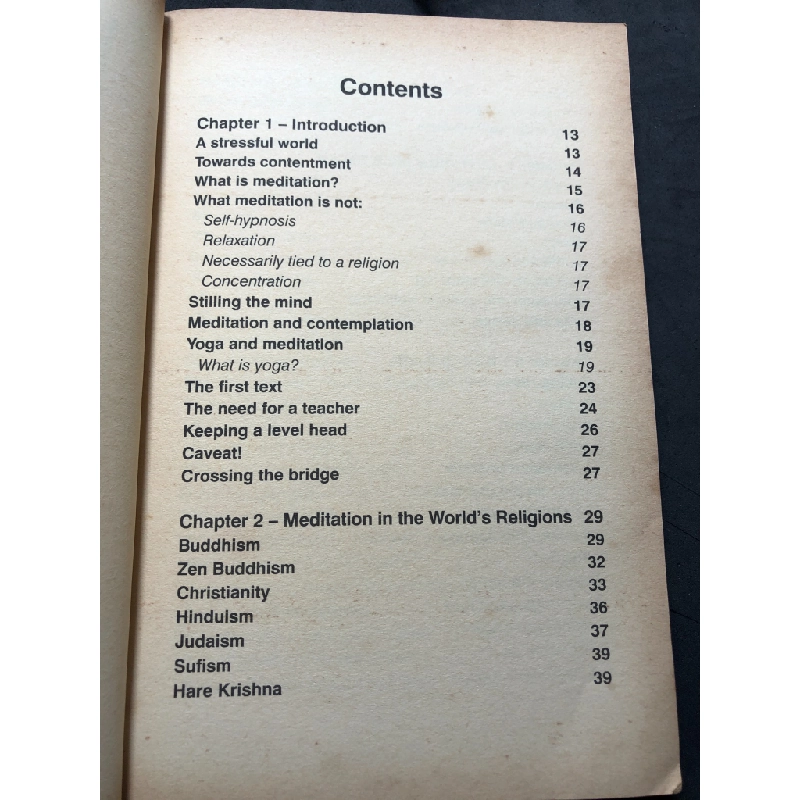 Contents
Chapter 1 – Introduction 13
A stressful world 13
Towards contentment 14
What is meditation? 15
What meditation is not: 16
Self-hypnosis 16
Relaxation 17
Necessarily tied to a religion 17
Concentration 17
Stilling the mind 17
Meditation and contemplation 18
Yoga and meditation 19
What is yoga? 19
The first text 23
The need for a teacher 24
Keeping a level head 26
Caveat! 27
Crossing the bridge 27
Chapter 2 – Meditation in the World's Religions 29
Buddhism 29
Zen Buddhism 32
Christianity 33
Hinduism 36
Judaism 37
Sufism 39
Hare Krishna 39